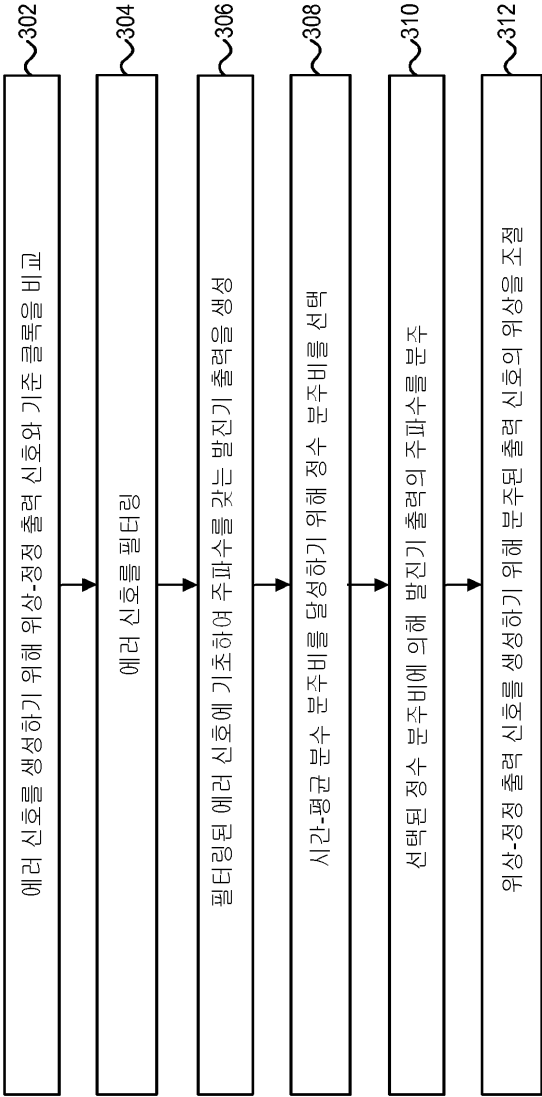 에러 신호를 생성하기 위해 위상-정정 출력 신호와 기준 클록을 비교
302
에러 신호를 필터링
304
필터링된 에러 신호에 기초하여 주파수를 갖는 발진기 출력을 생성
306
시간-평균 분수 분주비를 달성하기 위해 정수 분주비를 선택
308
선택된 정수 분주비에 의해 발진기 출력의 주파수를 분주
310
위상-정정 출력 신호를 생성하기 위해 분주된 출력 신호의 위상을 조절
312